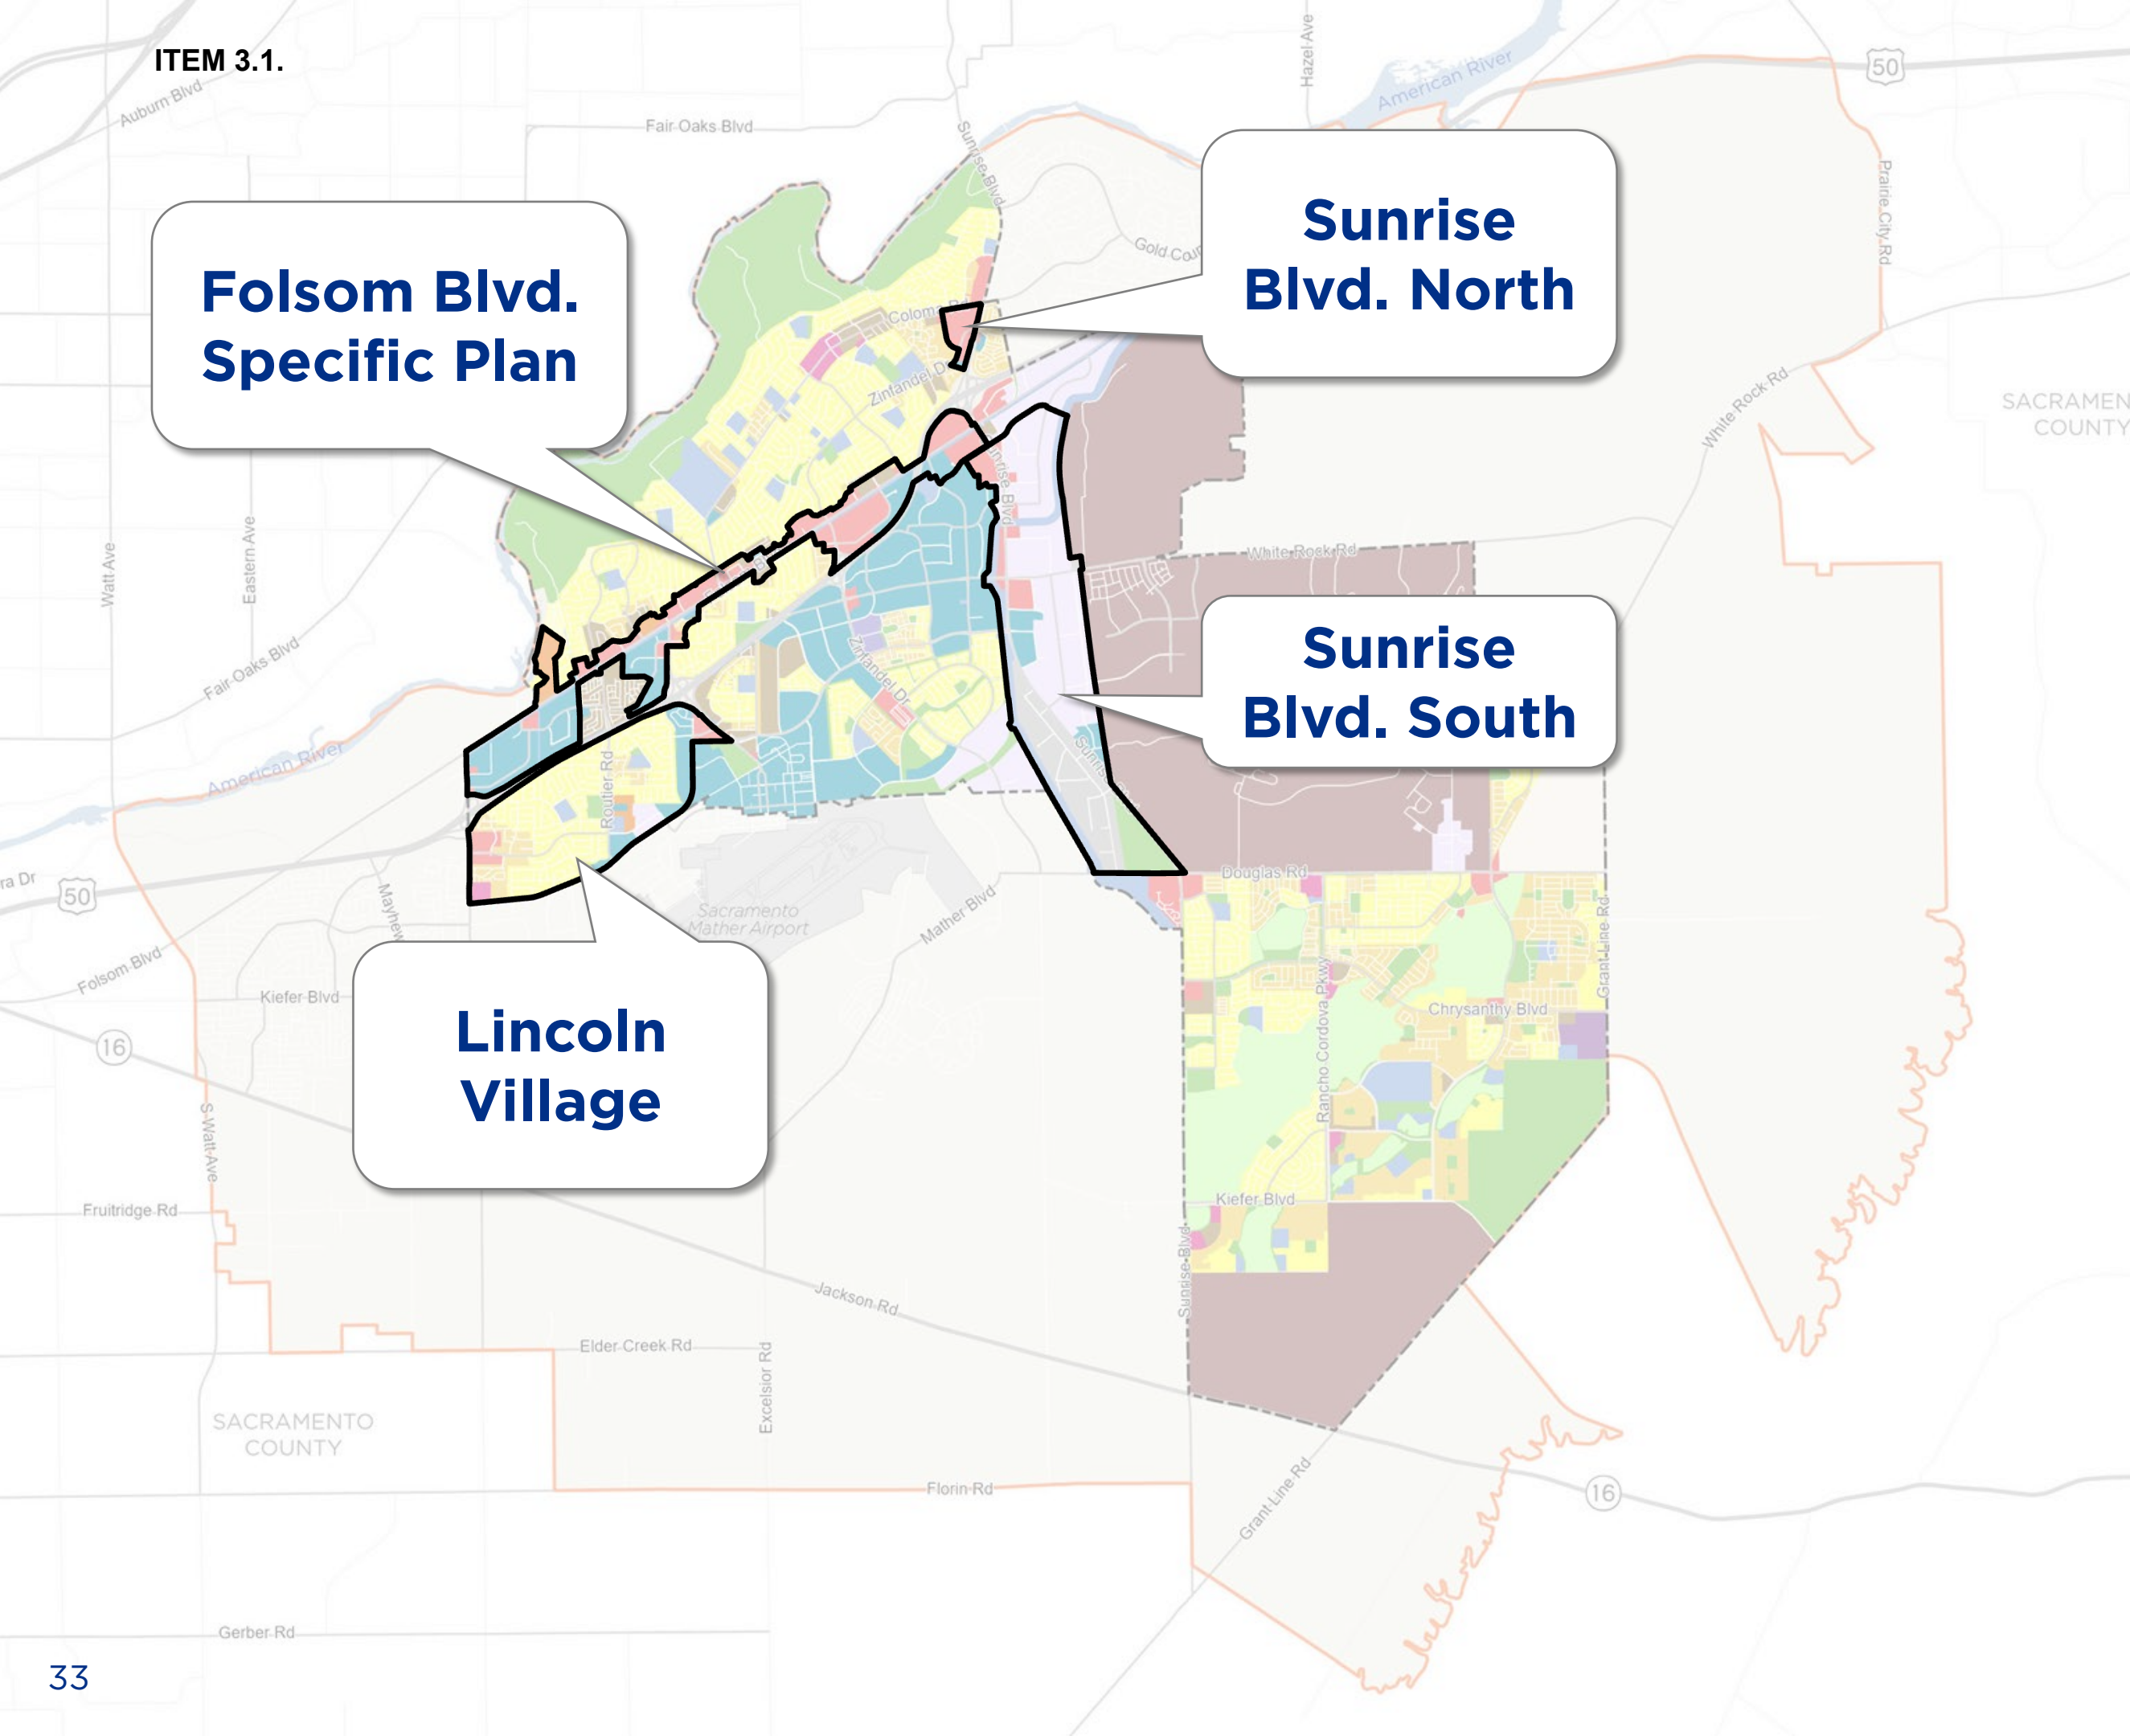 ITEM 3.1.
Auburn Blvd
Fair Oaks Blvd
Sunrise Blvd
Hazel Ave
American River
50
Prairie City Rd
Gold
Sunrise
Blvd. North
Folsom Blvd.
Specific Plan
Coloma
Zinfandel
White Rock Rd
SACRAMEN
COUNTY
Watt Ave
Eastern Ave
Blvd
White Rock Rd
Fair Oaks Blvd
Zinfandel Dr
Sunrise
Blvd. South
American River
Routier Rd
Douglas Rd
ra Dr
50
Mayhew
Sacramento
Mather Airport
Mather Blvd
Grant Line Rd
Folsom Blvd
Kiefer Blvd
Rancho Cordova Pkwy
Chrysanthy Blvd
Lincoln
Village
16
S Watt Ave
Fruitridge Rd
Kiefer Blvd
Sunrise Blvd
Jackson Rd
Elder Creek Rd
Excelsior Rd
SACRAMENTO
COUNTY
Florin Rd
Grant Line Rd
16
Gerber Rd
33